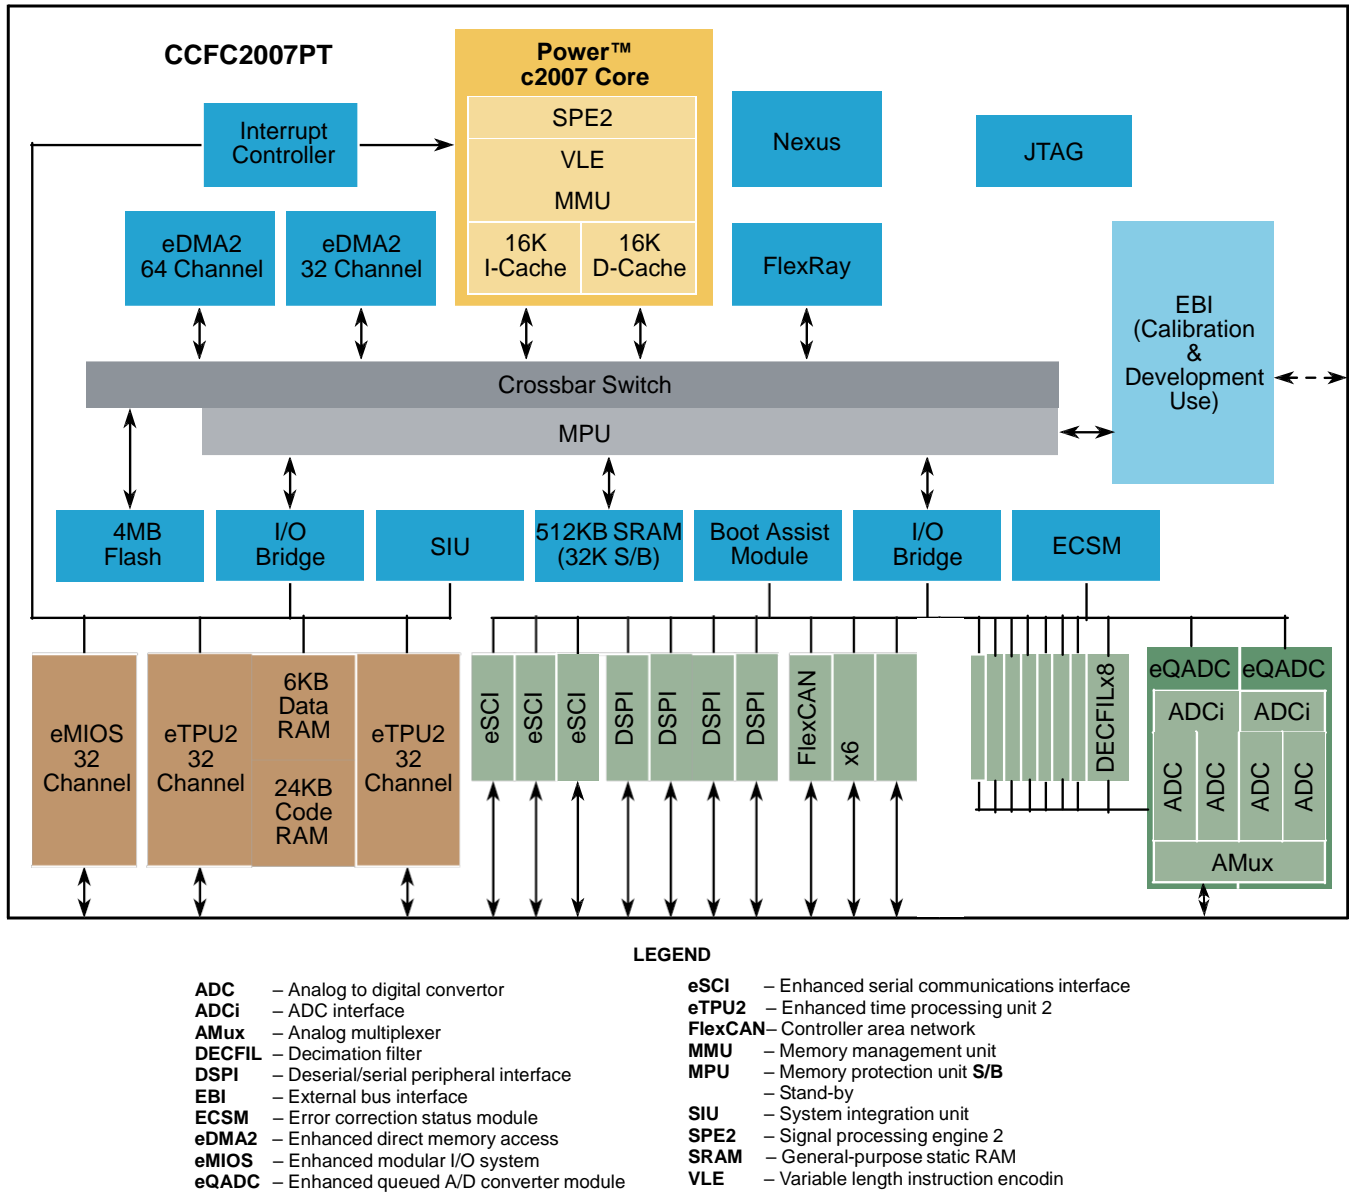 CCFC2007PT
Power™
c2007 Core
SPE2
VLE
MMU
16K
I-Cache
16K
D-Cache
Interrupt
Controller
Nexus
JTAG
eDMA2
64 Channel
eDMA2
32 Channel
FlexRay
EBI
(Calibration
&
Development
Use)
Crossbar Switch
MPU
4MB
Flash
I/O
Bridge
SIU
512KB SRAM
(32K S/B)
Boot Assist
Module
I/O
Bridge
ECSM
eMIOS
32
Channel
eTPU2
32
Channel
6KB
Data
RAM
24KB
Code
RAM
eTPU2
32
Channel
eSCI
eSCI
eSCI
DSPI
DSPI
DSPI
DSPI
FlexCAN
x6
DECFILx8
eQADC
eQADC
ADCi
ADCi
ADC
ADC
ADC
ADC
AMux
LEGEND
ADC – Analog to digital convertor
ADCi – ADC interface
AMux – Analog multiplexer
DECFIL – Decimation filter
DSPI – Deserial/serial peripheral interface
EBI – External bus interface
ECSM – Error correction status module
eDMA2 – Enhanced direct memory access
eMIOS – Enhanced modular I/O system
eQADC – Enhanced queued A/D converter module
eSCI – Enhanced serial communications interface
eTPU2 – Enhanced time processing unit 2
FlexCAN – Controller area network
MMU – Memory management unit
MPU – Memory protection unit S/B
– Stand-by
SIU – System integration unit
SPE2 – Signal processing engine 2
SRAM – General-purpose static RAM
VLE – Variable length instruction encodin